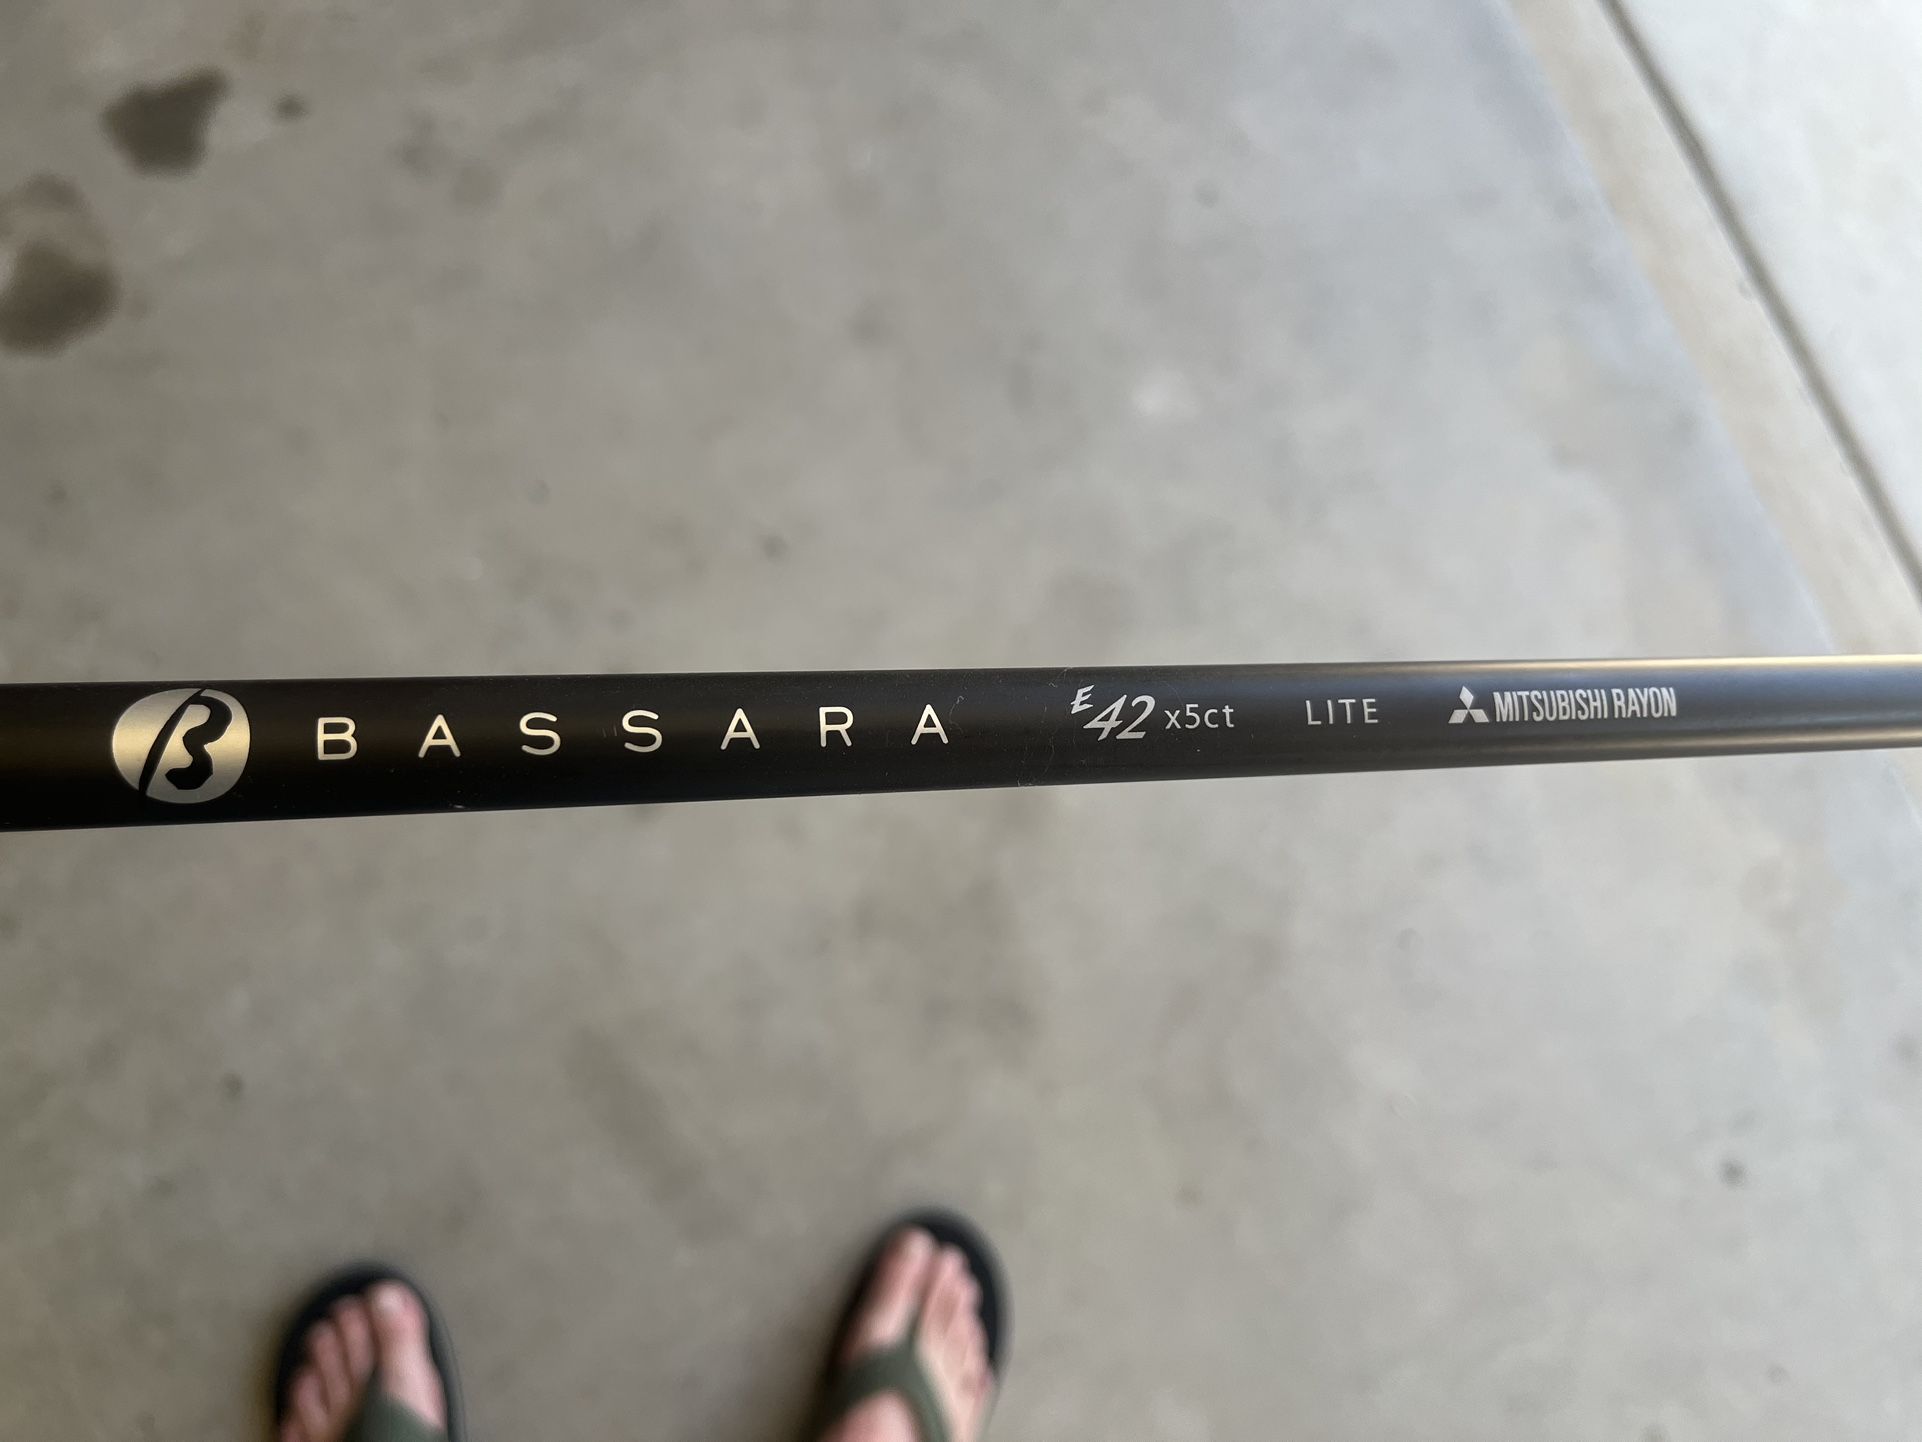 B BASSARA E42 x5ct LITE MITSUBISHI RAYON